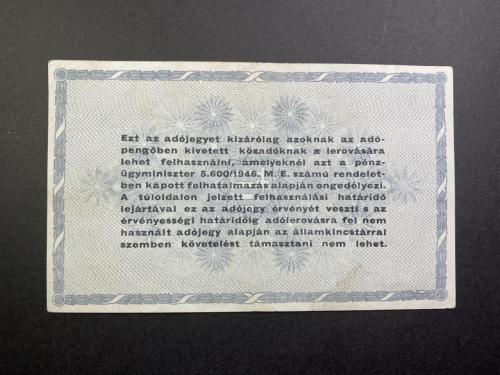 Ezt az adójegyet kizárólag azoknak az adó-
pengőben kivetett közadóknak a lerovására
lehet felhasználni, amelyeknél azt a pénz-
ügyminiszter 5.600/1946. M. E. számú rendelet-
ben kapott felhatalmazás alapján engedélyezi.
A túloldalon jelzett felhasználási határidő
lejártával ez az adójegy érvényét veszti s az
érvényességi határidőig adólerovásra fel nem
használt adójegy alapján az államkincstárral
szemben követelést támasztani nem lehet.